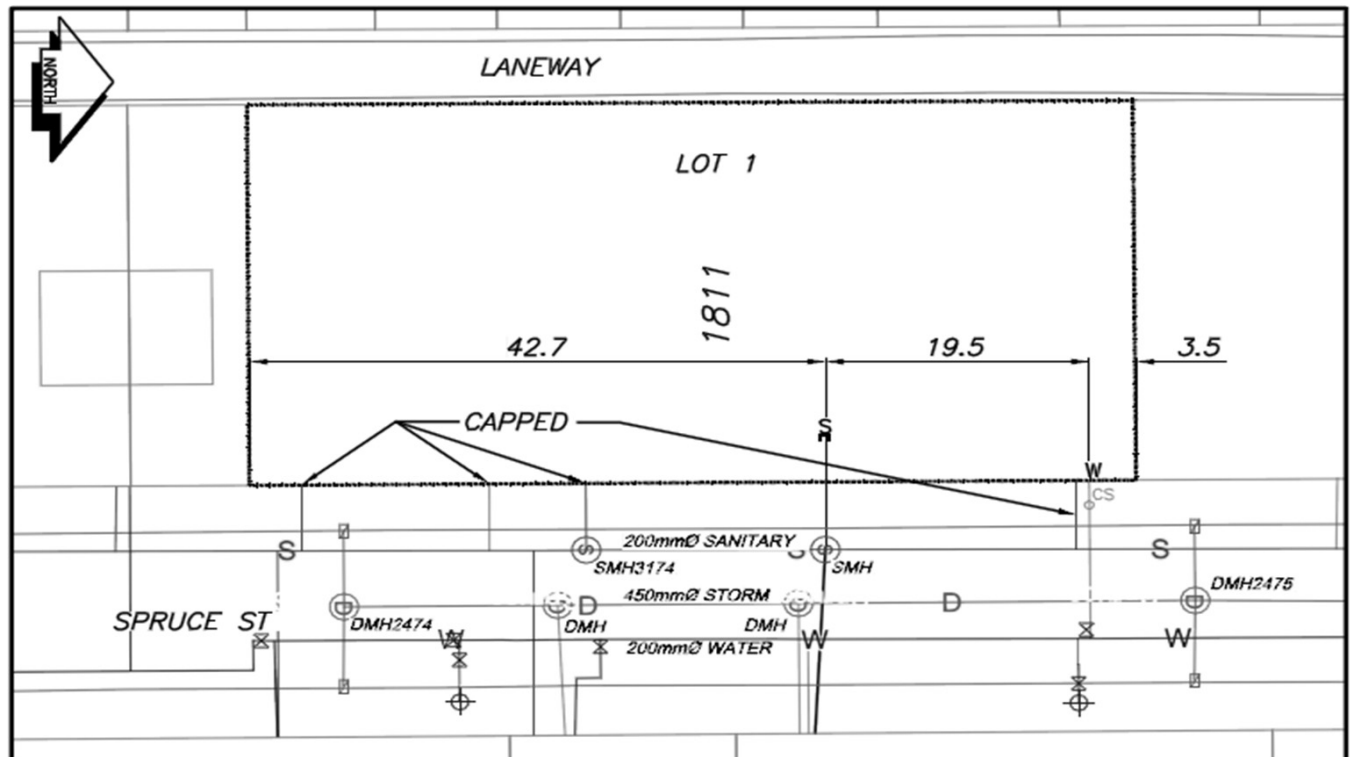 NORTH
LANEWAY
LOT 1
1811
42.7
19.5
3.5
CAPPED
S
W
CS
S
200mmØ SANITARY
S
S
S
SMH3174
SMH
450mmØ STORM
D
D
D
DMH2475
SPRUCE ST
D
DMH2474
DMH
DMH
W
200mmØ WATER
W
W